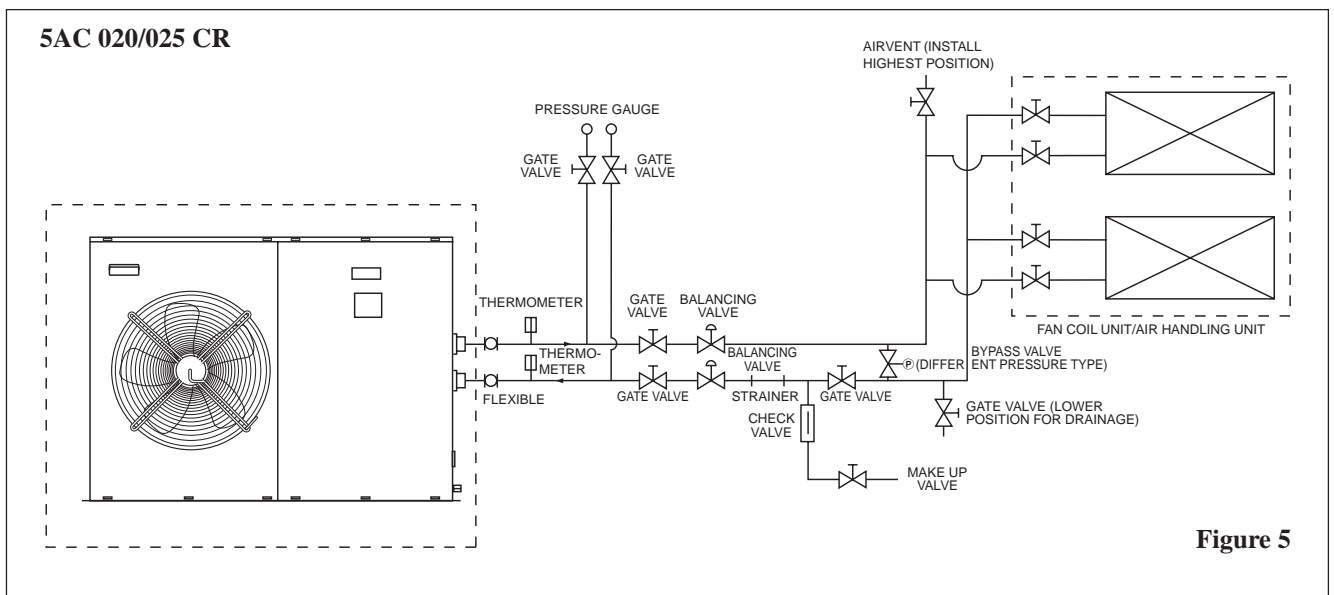 5AC 020/025 CR
AIRVENT (INSTALL
HIGHEST POSITION)
PRESSURE GAUGE
GATE
VALVE
GATE
VALVE
THERMOMETER
GATE
VALVE
BALANCING
VALVE
FAN COIL UNIT/AIR HANDLING UNIT
THERMO-
METER
BALANCING
VALVE
BYPASS VALVE
P (DIFFER ENT PRESSURE TYPE)
FLEXIBLE
GATE VALVE
STRAINER
GATE VALVE
CHECK
VALVE
GATE VALVE (LOWER
POSITION FOR DRAINAGE)
MAKE UP
VALVE
Figure 5